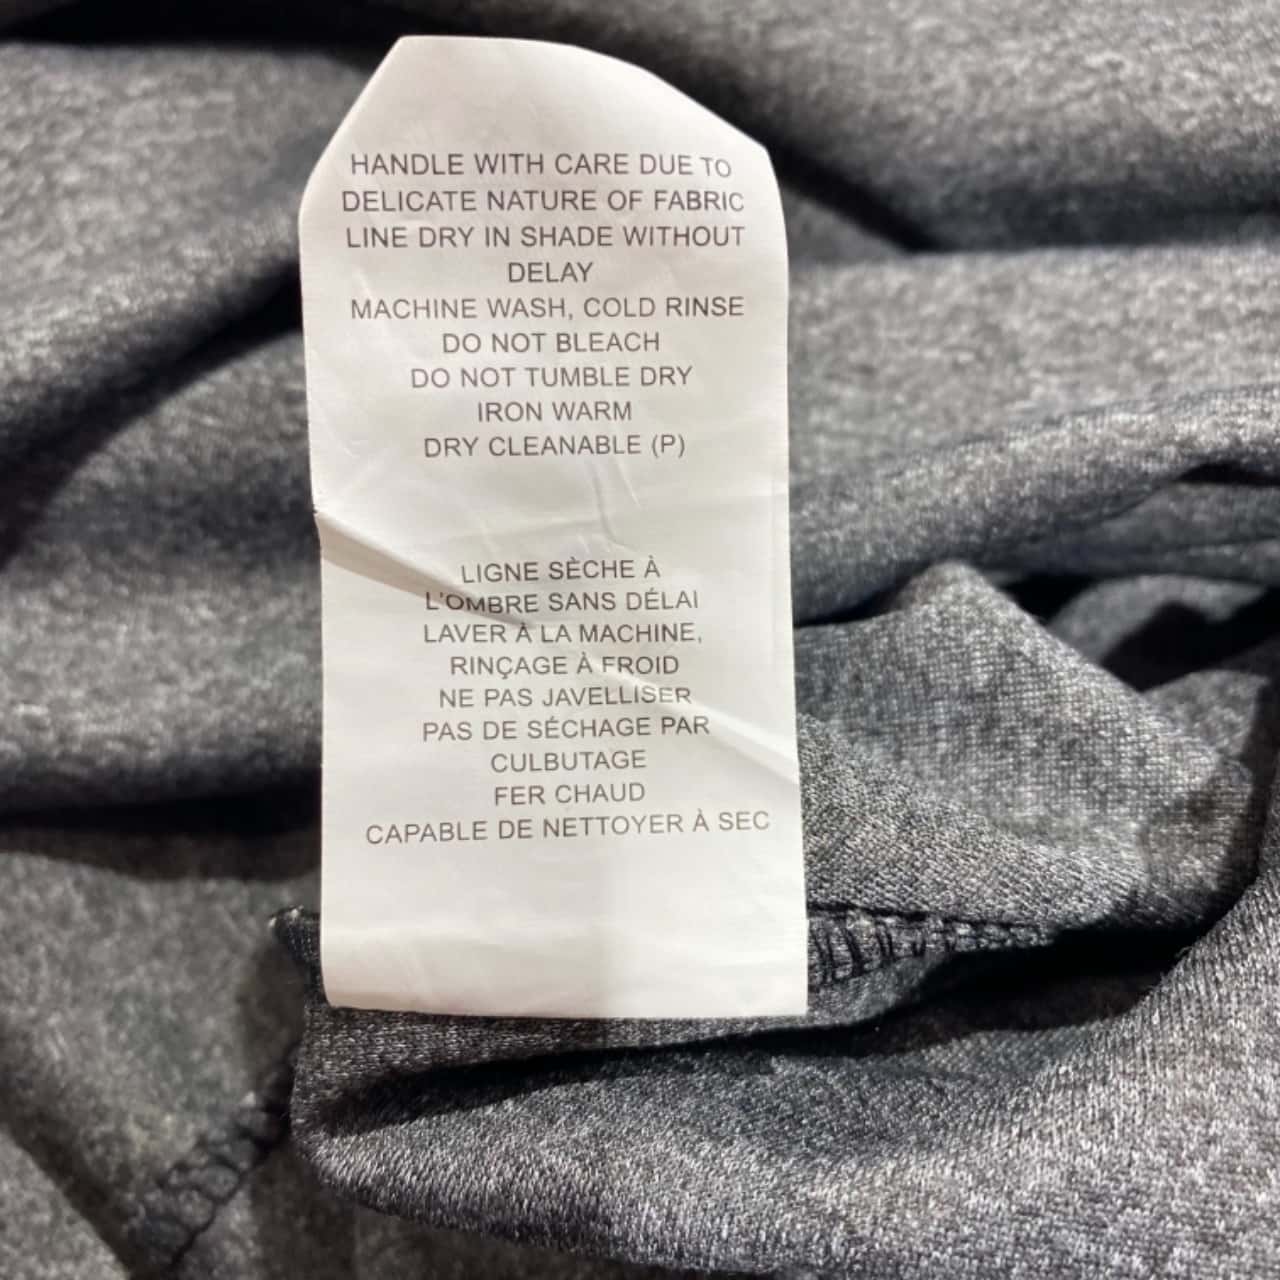 HANDLE WITH CARE DUE TO
DELICATE NATURE OF FABRIC
LINE DRY IN SHADE WITHOUT
DELAY
MACHINE WASH, COLD RINSE
DO NOT BLEACH
DO NOT TUMBLE DRY
IRON WARM
DRY CLEANABLE (P)
LIGNE SÈCHE À
L'OMBRE SANS DÉLAI
LAVER À LA MACHINE,
RINÇAGE À FROID
NE PAS JAVELLISER
PAS DE SÉCHAGE PAR
CULBUTAGE
FER CHAUD
CAPABLE DE NETTOYER À SEC